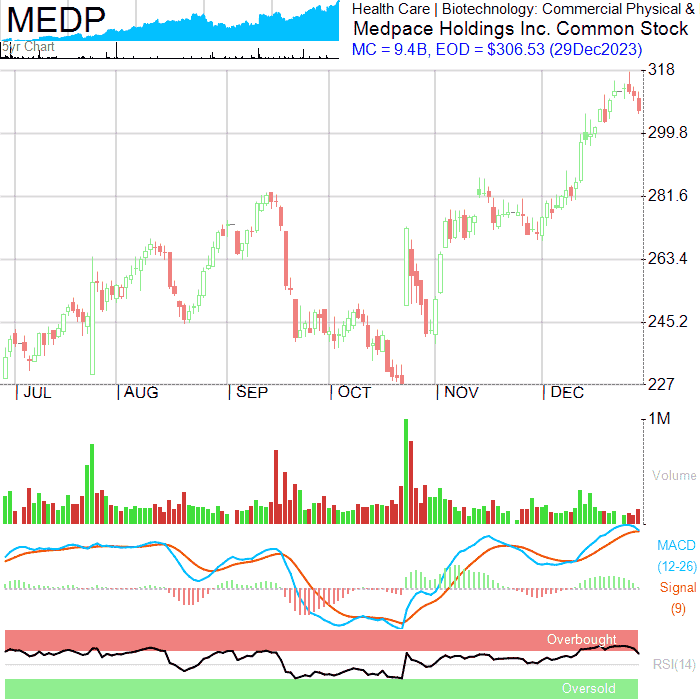 MEDP
5yr Chart
Health Care | Biotechnology: Commercial Physical &
Medpace Holdings Inc. Common Stock
MC = 9.4B, EOD = $306.53 (29Dec2023)
318
299.8
281.6
263.4
245.2
227
JUL AUG SEP OCT NOV DEC
1M
Volume
MACD
(12-26)
Signal
(9)
Overbought
RSI(14)
Oversold